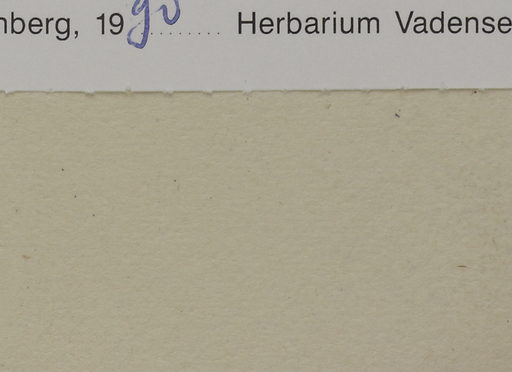 nberg, 1990 ......... Herbarium Vadense